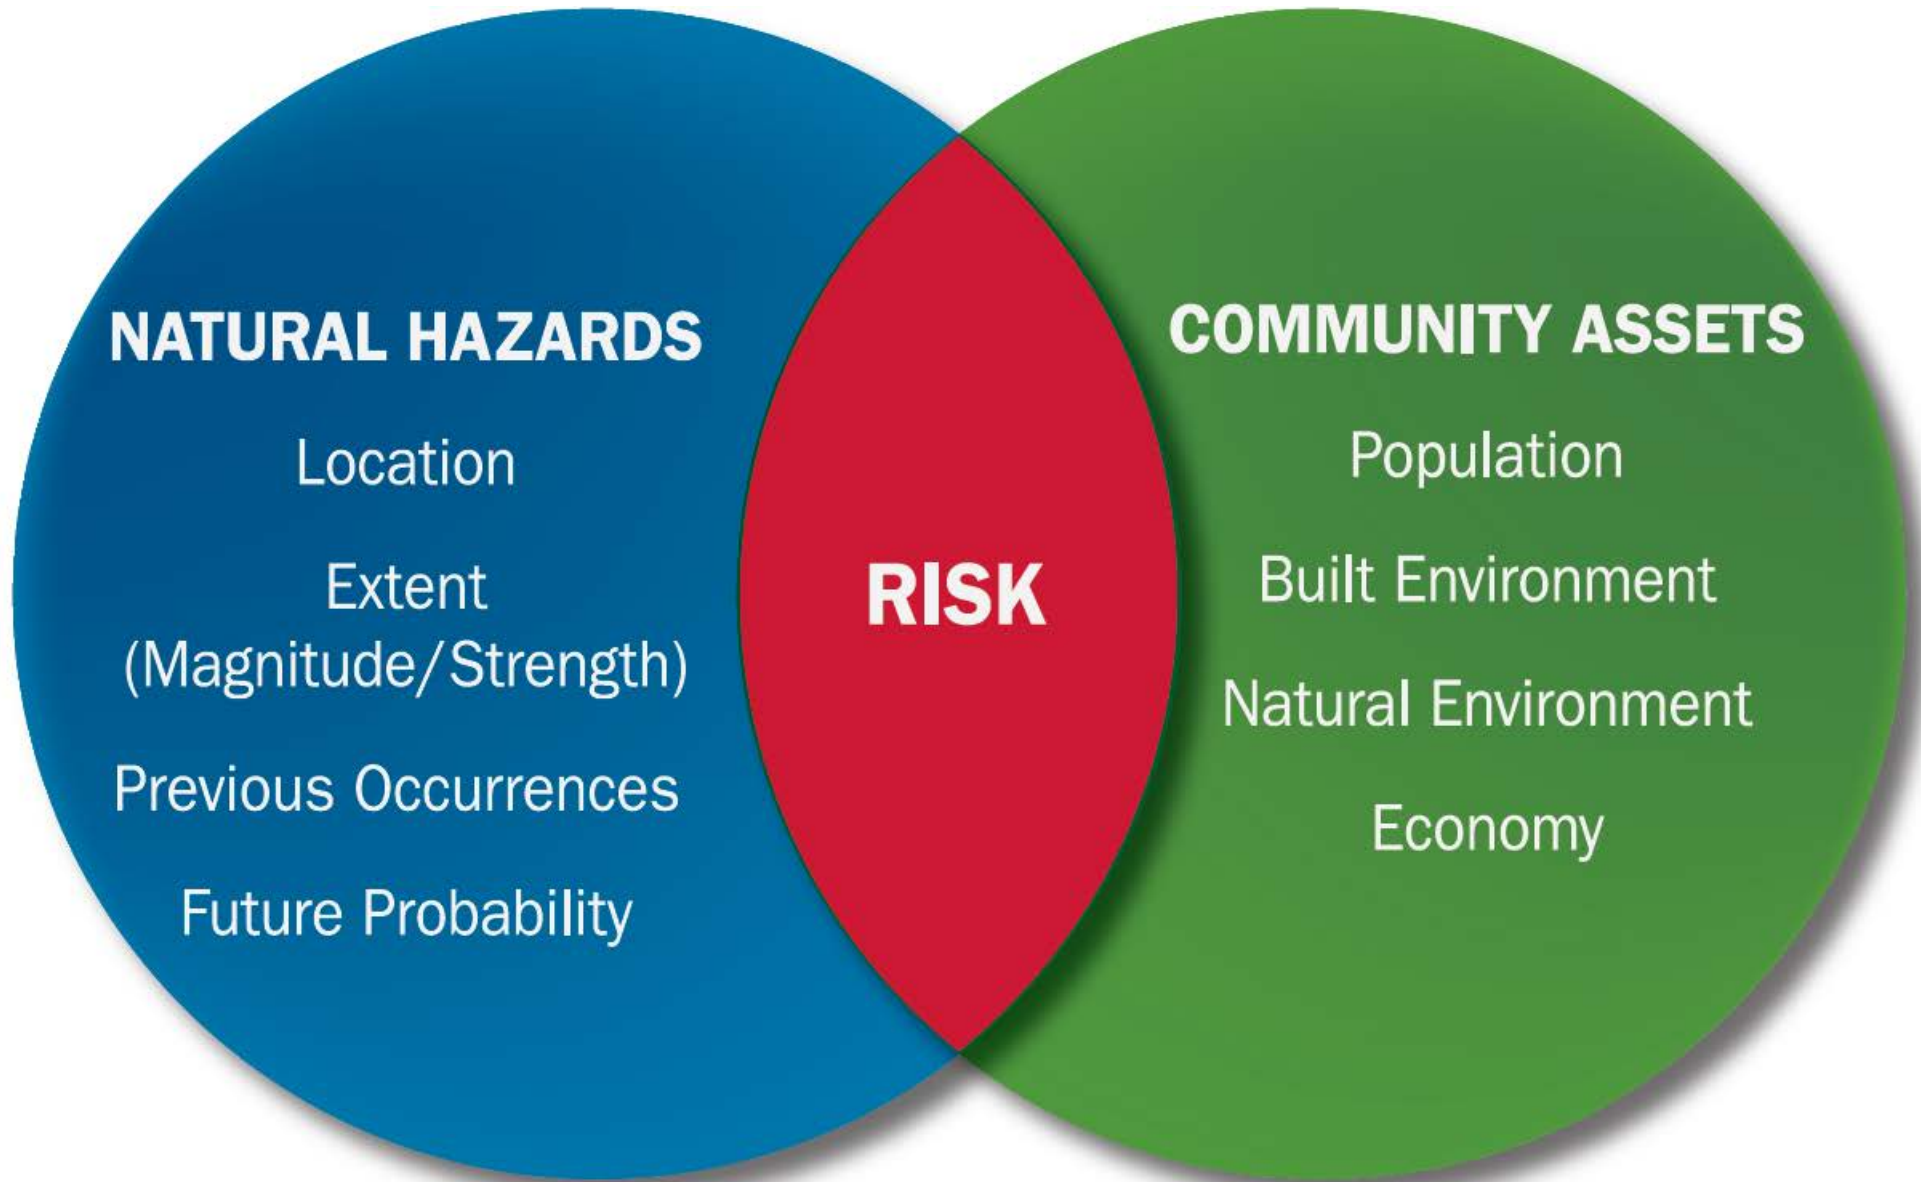 NATURAL HAZARDS
Location
Extent
(Magnitude/Strength)
Previous Occurrences
Future Probability
RISK
COMMUNITY ASSETS
Population
Built Environment
Natural Environment
Economy